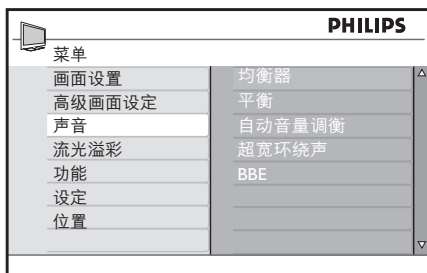 PHILIPS
菜单
画面设置
高级画面设定
声音
流光溢彩
功能
设定
位置
均衡器
平衡
自动音量调衡
超宽环绕声
BBE